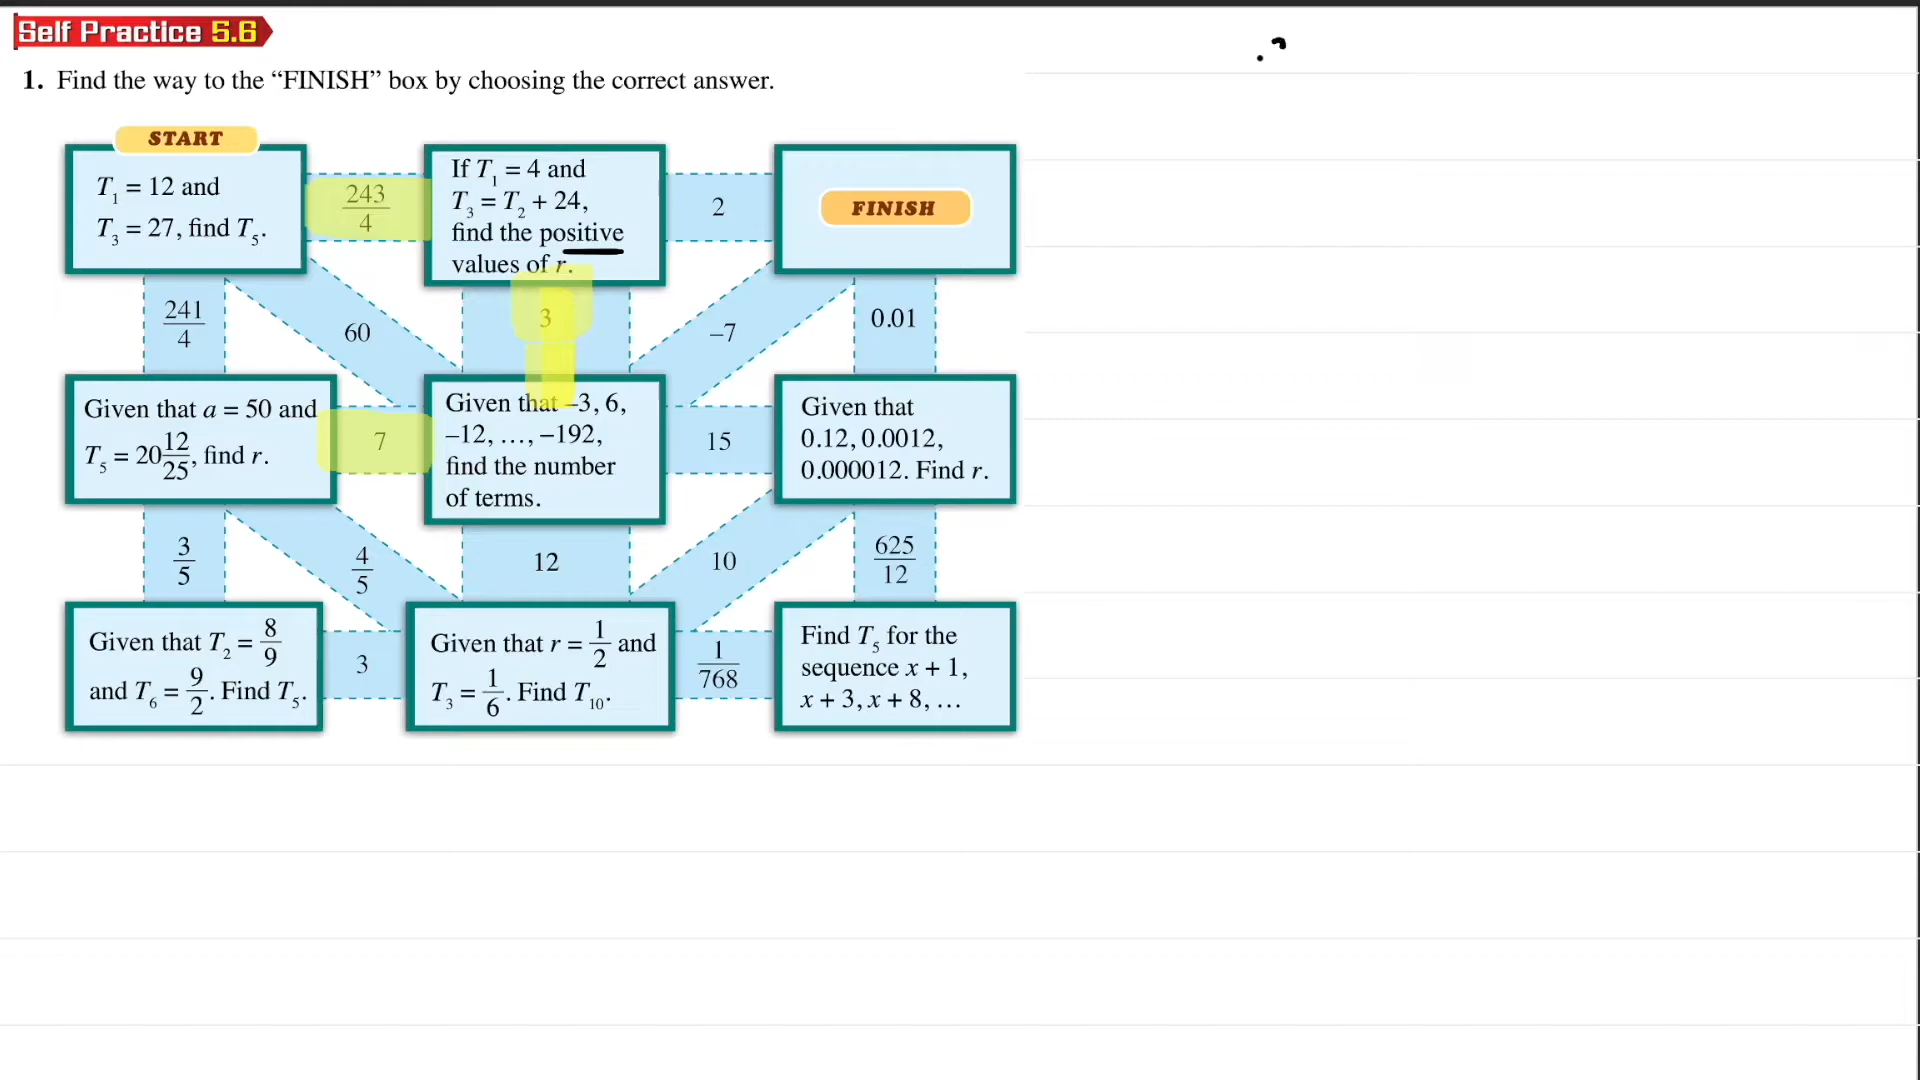 Self Practice 5.6
1. Find the way to the “FINISH” box by choosing the correct answer.
START
T₁ = 12 and
T₃ = 27, find T₅.
243/4
If T₁ = 4 and
T₃ = T₂ + 24,
find the positive
values of r.
2
FINISH
241/4
60
3
–7
0.01
Given that a = 50 and
T₅ = 20 12/25, find r.
7
Given that –3, 6,
–12, …, –192,
find the number
of terms.
15
Given that
0.12, 0.0012,
0.000012. Find r.
3/5
4/5
12
10
625/12
Given that T₂ = 8/9
and T₆ = 9/2. Find T₅.
3
Given that r = 1/2 and
T₃ = 1/6. Find T₁₀.
1/768
Find T₅ for the
sequence x + 1,
x + 3, x + 8, …